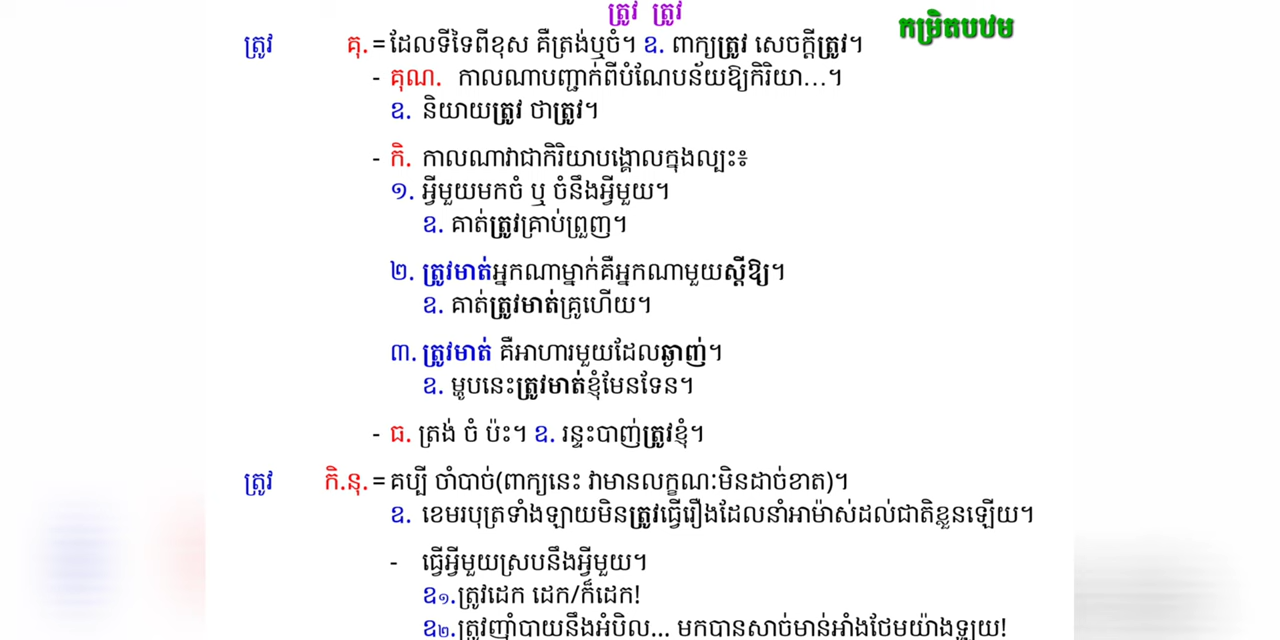 ត្រូវ ត្រូវ
កម្រិតបឋម
ត្រូវ គុ. = ដែលទីទៃពីខុស គឺត្រង់ឬចំ។ ឧ. ពាក្យត្រូវ សេចក្ដីត្រូវ។
- គុណ. កាលណាបញ្ជាក់ពីបំណែបន័យឱ្យកិរិយា...។
ឧ. និយាយត្រូវ ថាត្រូវ។
- កិ. កាលណាវាជាកិរិយាបង្គោលក្នុងល្បះ៖
១. អ្វីមួយមកចំ ឬ ចំនឹងអ្វីមួយ។
ឧ. គាត់ត្រូវគ្រាប់ព្រួញ។
២. ត្រូវមាត់អ្នកណាម្នាក់គឺអ្នកណាមួយស្ដីឱ្យ។
ឧ. គាត់ត្រូវមាត់គ្រូហើយ។
៣. ត្រូវមាត់ គឺអាហារមួយដែលឆ្ងាញ់។
ឧ. ម្ហូបនេះត្រូវមាត់ខ្ញុំមែនទែន។
- ធ. ត្រង់ ចំ ប៉ះ។ ឧ. រន្ទះបាញ់ត្រូវខ្ញុំ។
ត្រូវ កិ.នុ. = គប្បី ចាំបាច់(ពាក្យនេះ វាមានលក្ខណៈមិនដាច់ខាត)។
ឧ. ខេមរបុត្រទាំងឡាយមិនត្រូវធ្វើរឿងដែលនាំអាម៉ាស់ដល់ជាតិខ្លួនឡើយ។
- ធ្វើអ្វីមួយស្របនឹងអ្វីមួយ។
ឧ១.ត្រូវដេក ដេក/ក៏ដេក!
ឧ២.ត្រូវញ៉ាំបាយនឹងអំបិល... មកបានសាច់មាន់អាំងថែមយ៉ាងឡូយ!